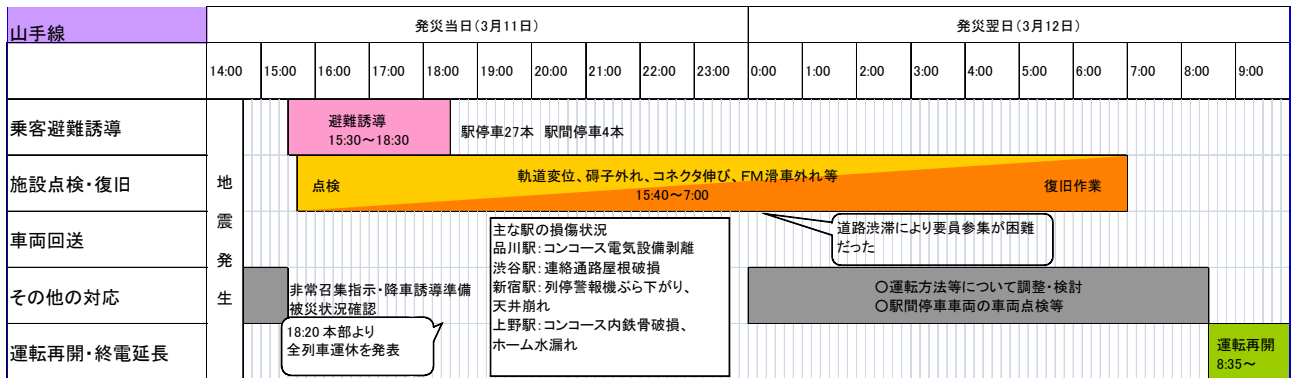 山手線
発災当日(3月11日)
発災翌日(3月12日)
14:00 15:00 16:00 17:00 18:00 19:00 20:00 21:00 22:00 23:00 0:00 1:00 2:00 3:00 4:00 5:00 6:00 7:00 8:00 9:00
地震発生
乗客避難誘導
避難誘導
15:30～18:30
駅停車27本 駅間停車4本
施設点検・復旧
点検
軌道変位、碍子外れ、コネクタ伸び、FM滑車外れ等
15:40～7:00
復旧作業
車両回送
主な駅の損傷状況
品川駅:コンコース電気設備剥離
渋谷駅:連絡通路屋根破損
新宿駅:列停警報機ぶら下がり、
天井崩れ
上野駅:コンコース内鉄骨破損、
ホーム水漏れ
道路渋滞により要員参集が困難
だった
その他の対応
非常召集指示・降車誘導準備
被災状況確認
18:20 本部より
全列車運休を発表
○運転方法等について調整・検討
○駅間停車車両の車両点検等
運転再開・終電延長
運転再開
8:35～